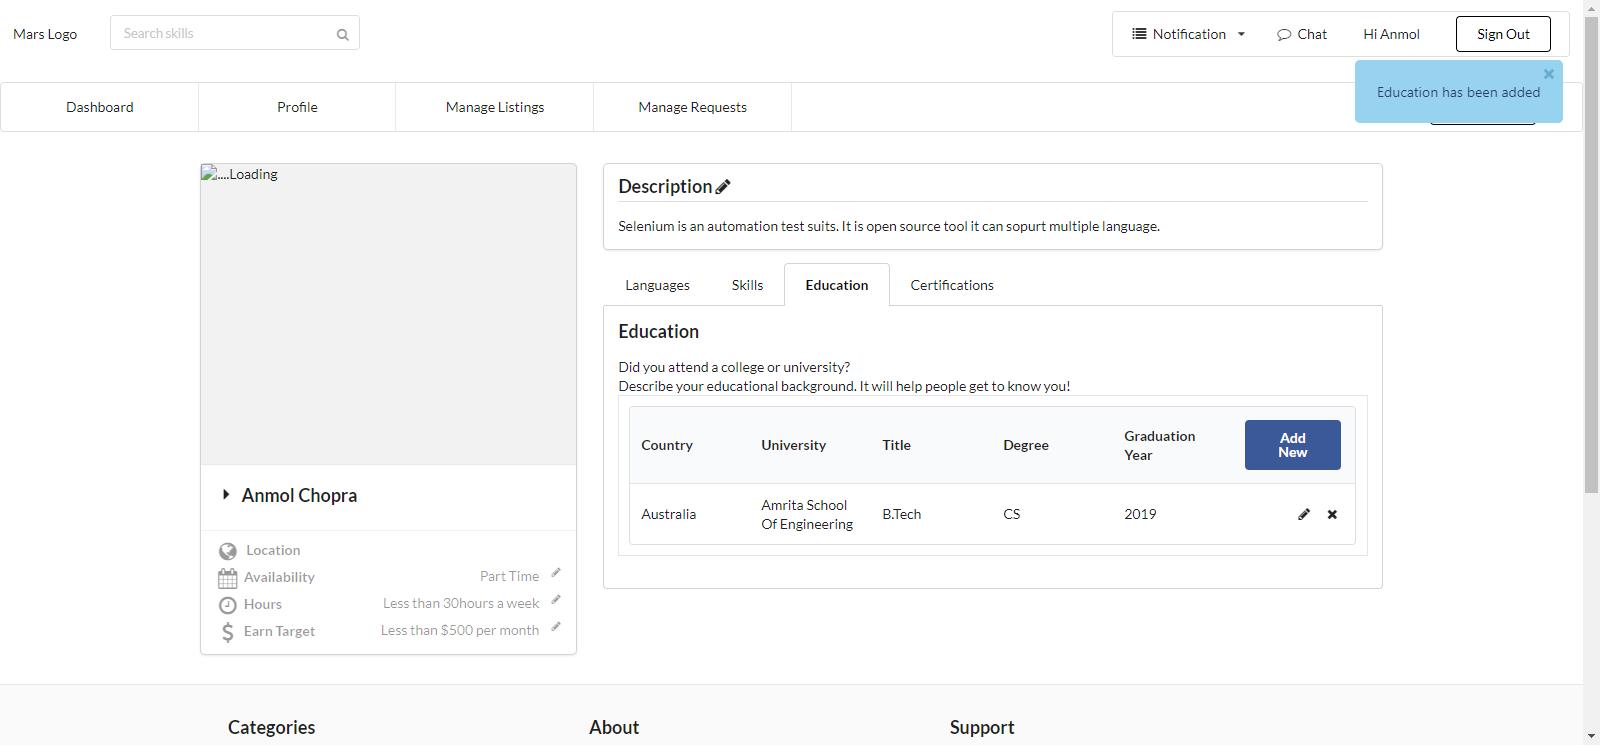 Mars Logo
Search skills
Notification
Chat
Hi Anmol
Sign Out
Education has been added
Dashboard
Profile
Manage Listings
Manage Requests
....Loading
Anmol Chopra
Location
Availability
Part Time
Hours
Less than 30hours a week
Earn Target
Less than $500 per month
Description
Selenium is an automation test suits. It is open source tool it can sopurt multiple language.
Languages
Skills
Education
Certifications
Education
Did you attend a college or university?
Describe your educational background. It will help people get to know you!
Country
University
Title
Degree
Graduation
Year
Add
New
Australia
Amrita School
Of Engineering
B.Tech
CS
2019
Categories
About
Support